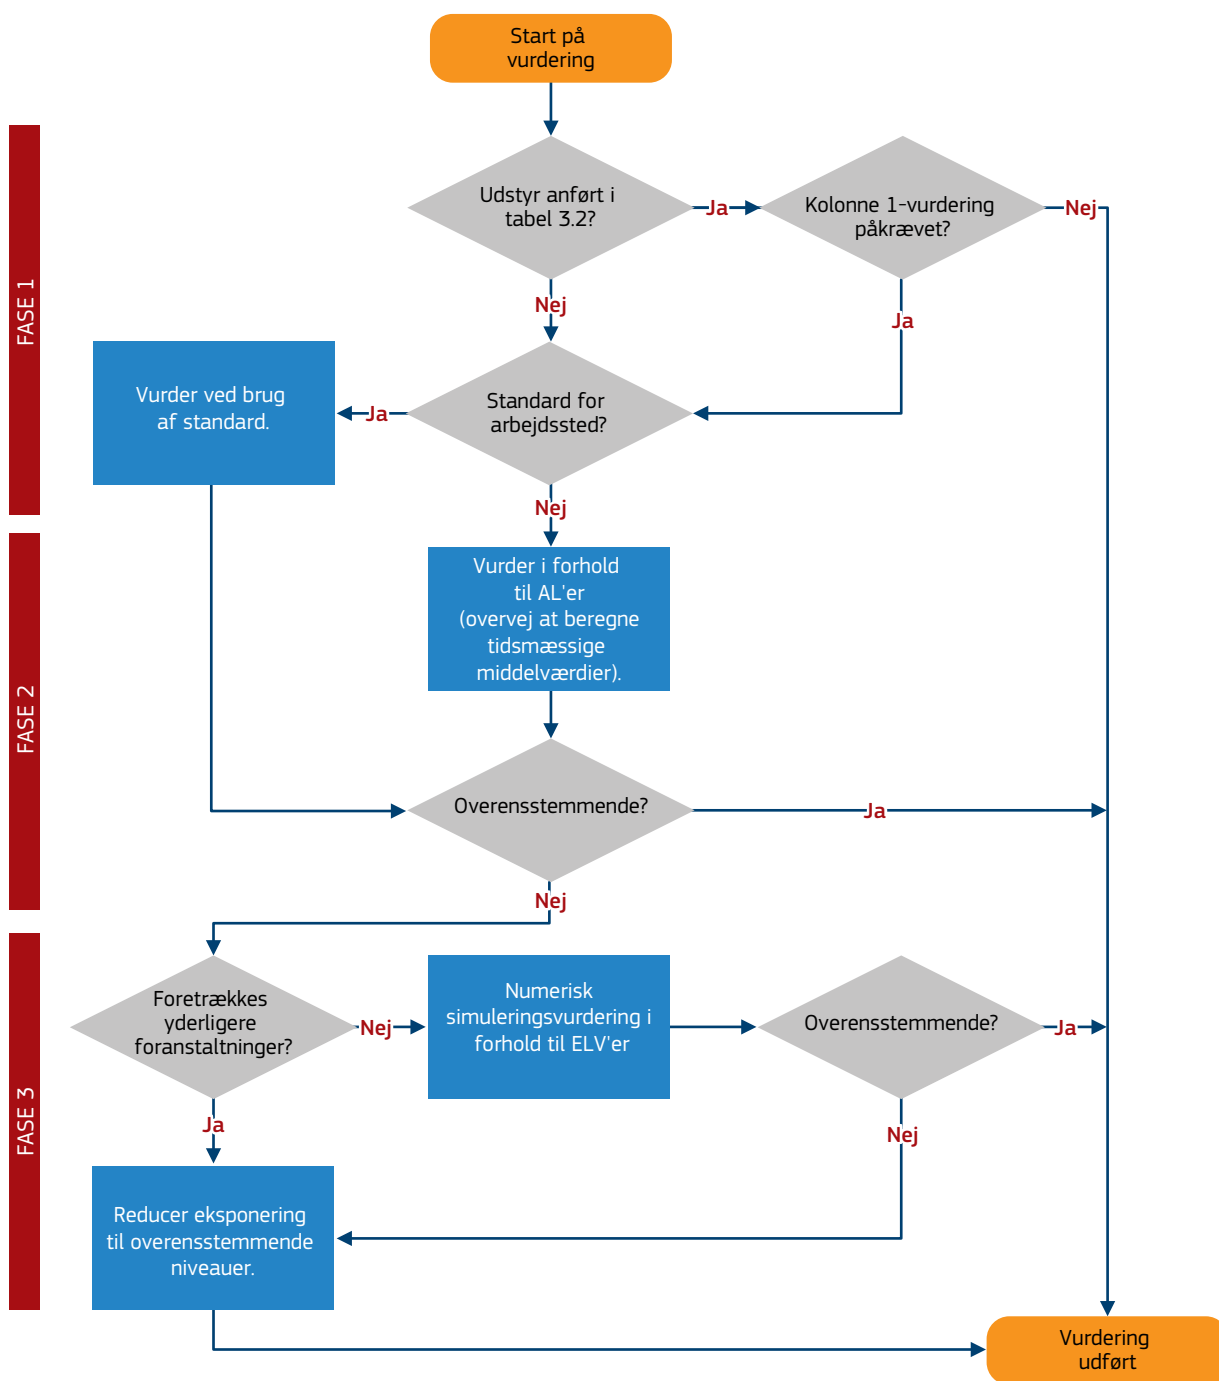 Start på
vurdering
FASE 1
Udstyr anført i
tabel 3.2?
Ja
Kolonne 1-vurdering
påkrævet?
Nej
Nej
Ja
Vurder ved brug
af standard.
Ja
Standard for
arbejdssted?
Nej
FASE 2
Vurder i forhold
til AL'er
(overvej at beregne
tidsmæssige
middelværdier).
Overensstemmende?
Ja
Nej
FASE 3
Foretrækkes
yderligere
foranstaltninger?
Nej
Numerisk
simuleringsvurdering i
forhold til ELV'er
Overensstemmende?
Ja
Ja
Nej
Reducer eksponering
til overensstemmende
niveauer.
Vurdering
udført